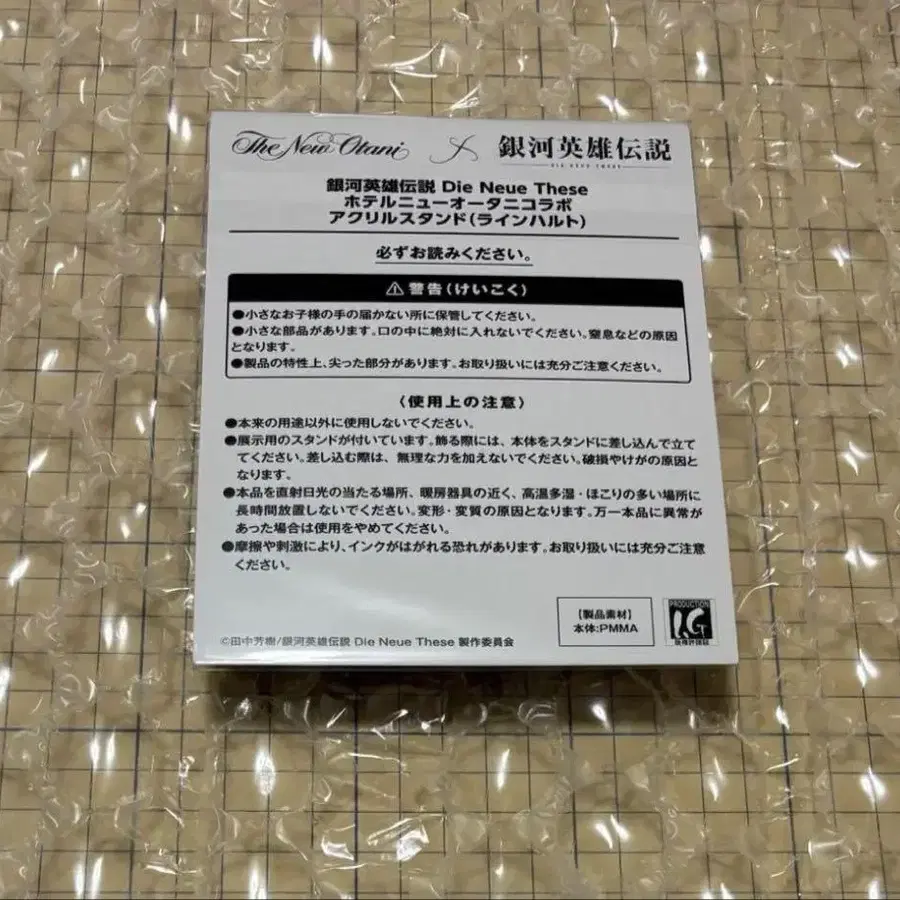 The New Otani × 銀河英雄伝説
DIE NEUE THESE
銀河英雄伝説 Die Neue These
ホテルニューオータニコラボ
アクリルスタンド(ラインハルト)
必ずお読みください。
⚠警告(けいこく)
●小さなお子様の手の届かない所に保管してください。
●小さな部品があります。口の中に絶対に入れないでください。窒息などの原因
となります。
●製品の特性上、尖った部分があります。お取り扱いには充分ご注意ください。
〈使用上の注意〉
●本来の用途以外に使用しないでください。
●展示用のスタンドが付いています。飾る際には、本体をスタンドに差し込んで立て
てください。差し込む際は、無理な力を加えないでください。破損やけがの原因と
なります。
●本品を直射日光の当たる場所、暖房器具の近く、高温多湿・ほこりの多い場所に
長時間放置しないでください。変形・変質の原因となります。万一本品に異常が
あった場合は使用をやめてください。
●摩擦や刺激により、インクがはがれる恐れがあります。お取り扱いには充分ご注意
ください。
【製品素材】
本体:PMMA
PRODUCTION
I.G
版権許諾証
©田中芳樹/銀河英雄伝説 Die Neue These 製作委員会